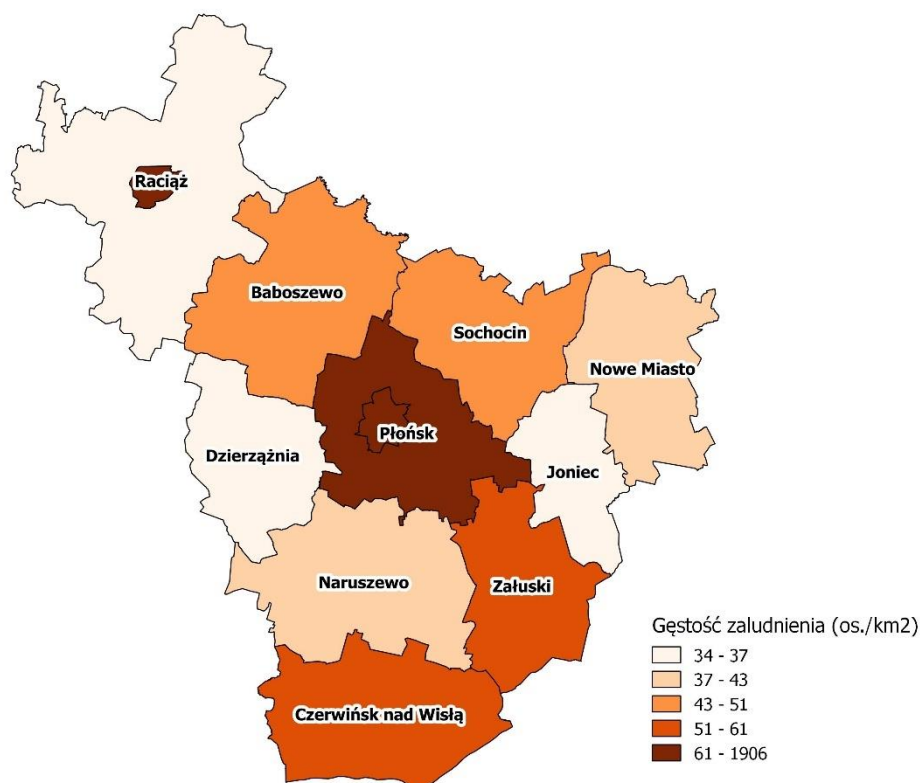 Raciąż
Baboszewo
Sochocin
Nowe Miasto
Płońsk
Dzierzążnia
Joniec
Naruszewo
Załuski
Czerwińsk nad Wisłą
Gęstość zaludnienia (os./km2)
34 - 37
37 - 43
43 - 51
51 - 61
61 - 1906